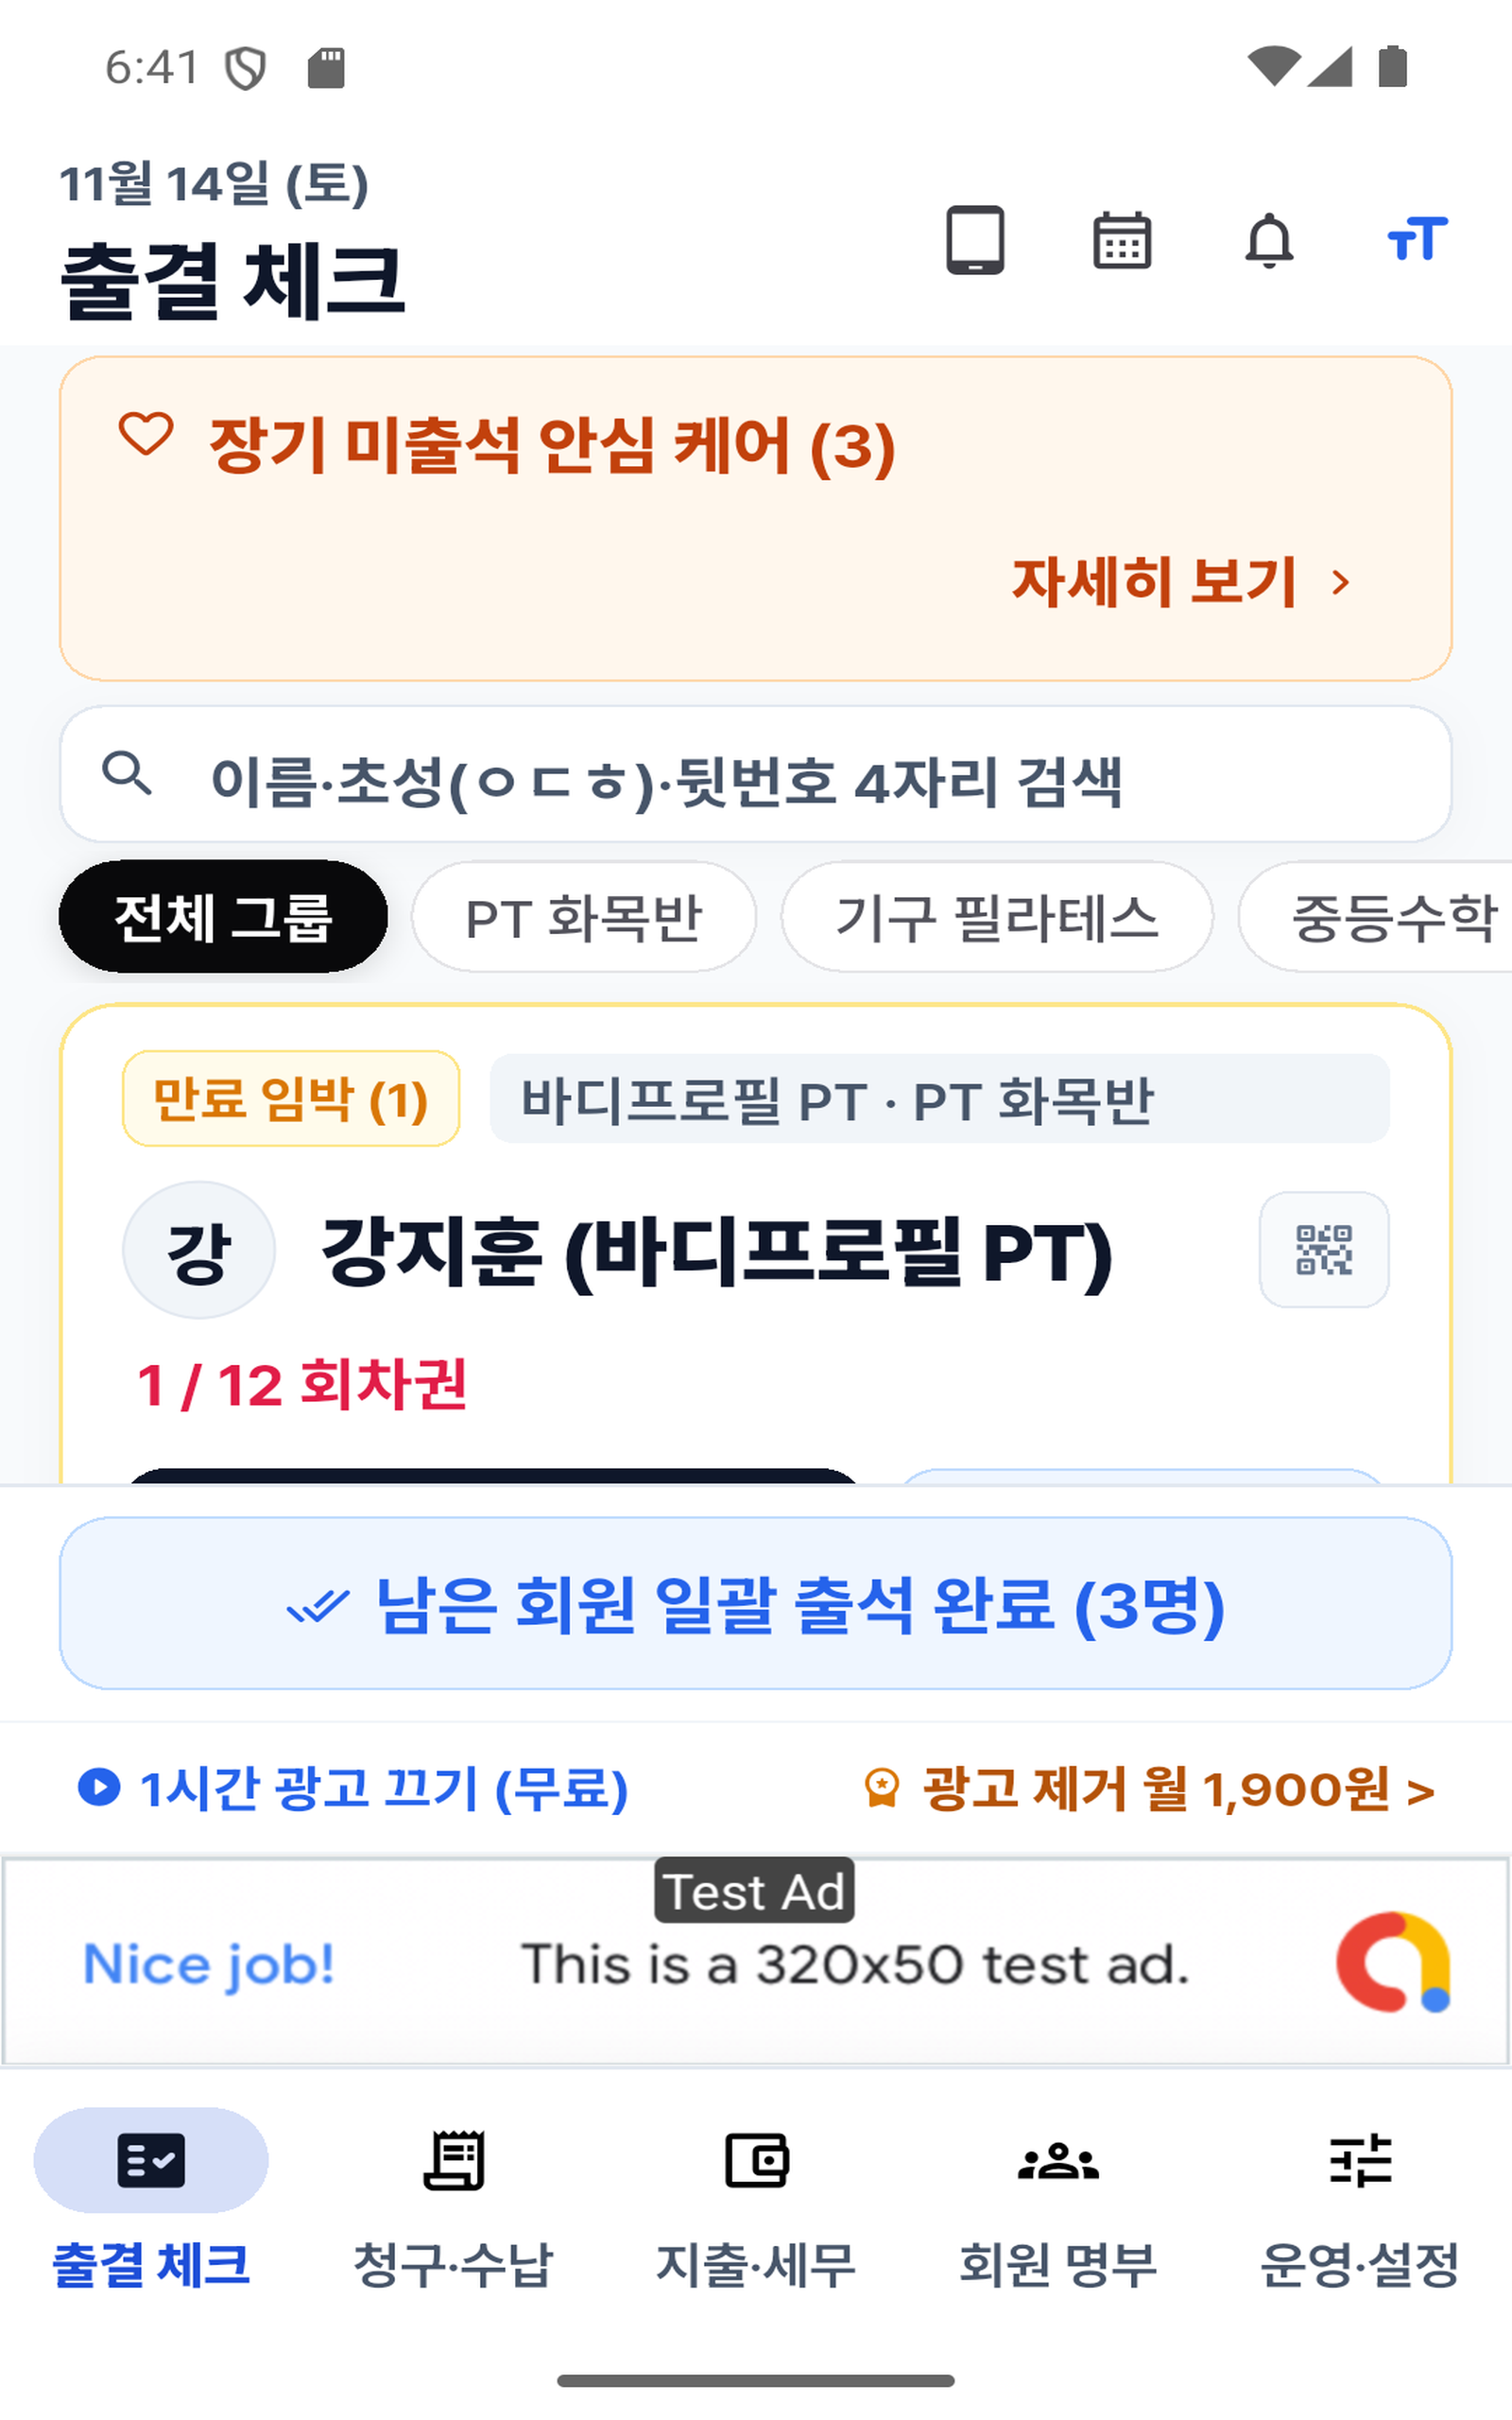 6:41
11월 14일 (토)
출결 체크
장기 미출석 안심 케어 (3)
자세히 보기
이름·초성(ㅇㄷㅎ)·뒷번호 4자리 검색
전체 그룹
PT 화목반
기구 필라테스
중등수학
만료 임박 (1)
바디프로필 PT · PT 화목반
강
강지훈 (바디프로필 PT)
1 / 12 회차권
남은 회원 일괄 출석 완료 (3명)
1시간 광고 끄기 (무료)
광고 제거 월 1,900원 >
Test Ad
Nice job!
This is a 320x50 test ad.
출결 체크
청구·수납
지출·세무
회원 명부
운영·설정